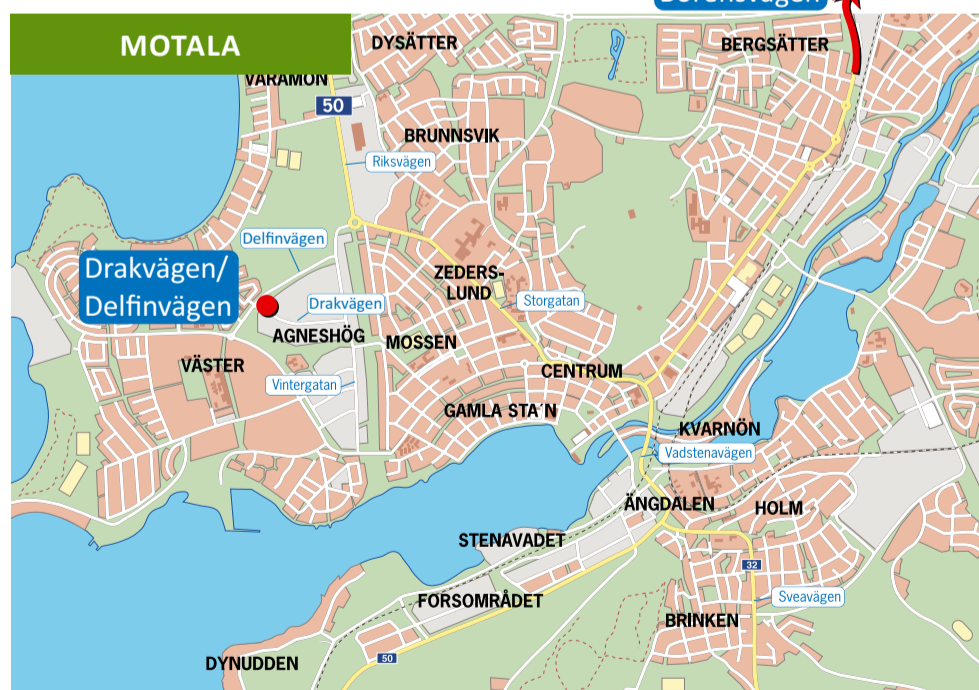 Borensvägen
MOTALA
DYSÄTTER
BERGSÄTTER
VARAMON
50
BRUNNSVIK
Riksvägen
Delfinvägen
Drakvägen/
Delfinvägen
ZEDERS-
LUND
Storgatan
Drakvägen
AGNESHÖG
MOSSEN
VÄSTER
CENTRUM
Vintergatan
GAMLA STA´N
KVARNÖN
Vadstenavägen
ÄNGDALEN
HOLM
STENAVADET
32
FORSOMRÅDET
Sveavägen
BRINKEN
50
DYNUDDEN